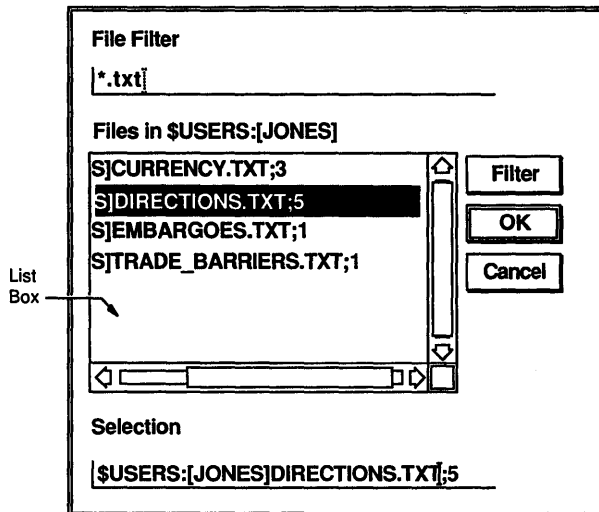 File Filter
*.txt
Files in $USERS:[JONES]
S]CURRENCY.TXT;3
S]DIRECTIONS.TXT;5
S]EMBARGOES.TXT;1
S]TRADE_BARRIERS.TXT;1
Filter
OK
Cancel
List
Box
Selection
$USERS:[JONES]DIRECTIONS.TXT;5